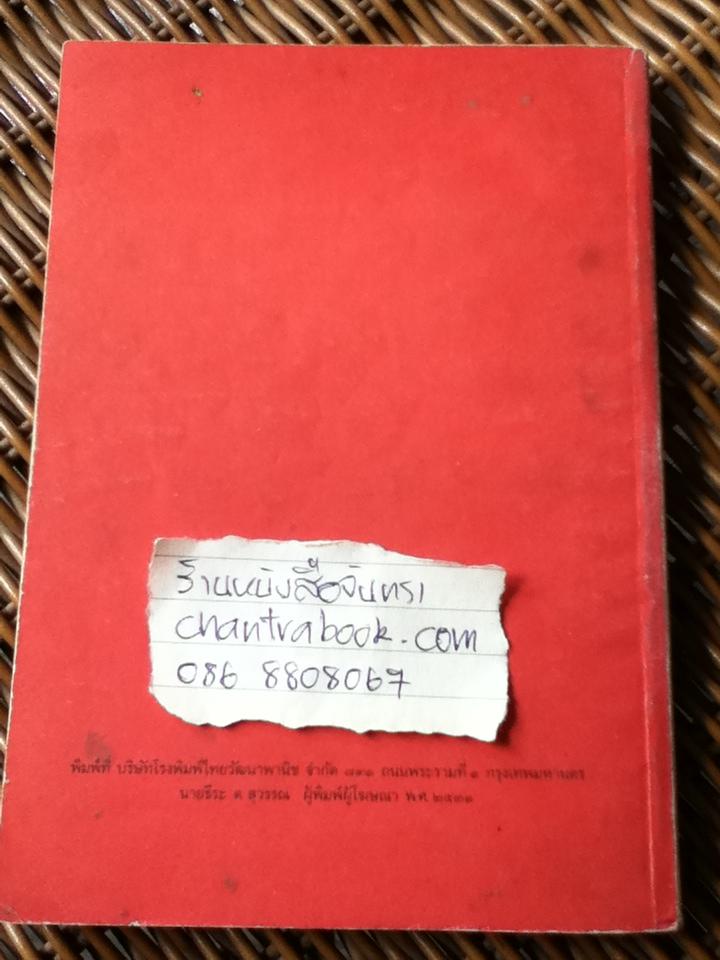 ร้านหนังสือจันทรา
chantrabook.com
086 8808067
พิมพ์ที่ บริษัทโรงพิมพ์ไทยวัฒนาพานิช จำกัด ๘๙๑ ถนนพระรามที่ ๑ กรุงเทพมหานคร
นายธีระ ต. สุวรรณ ผู้พิมพ์ผู้โฆษณา พ.ศ. ๒๕๓๑